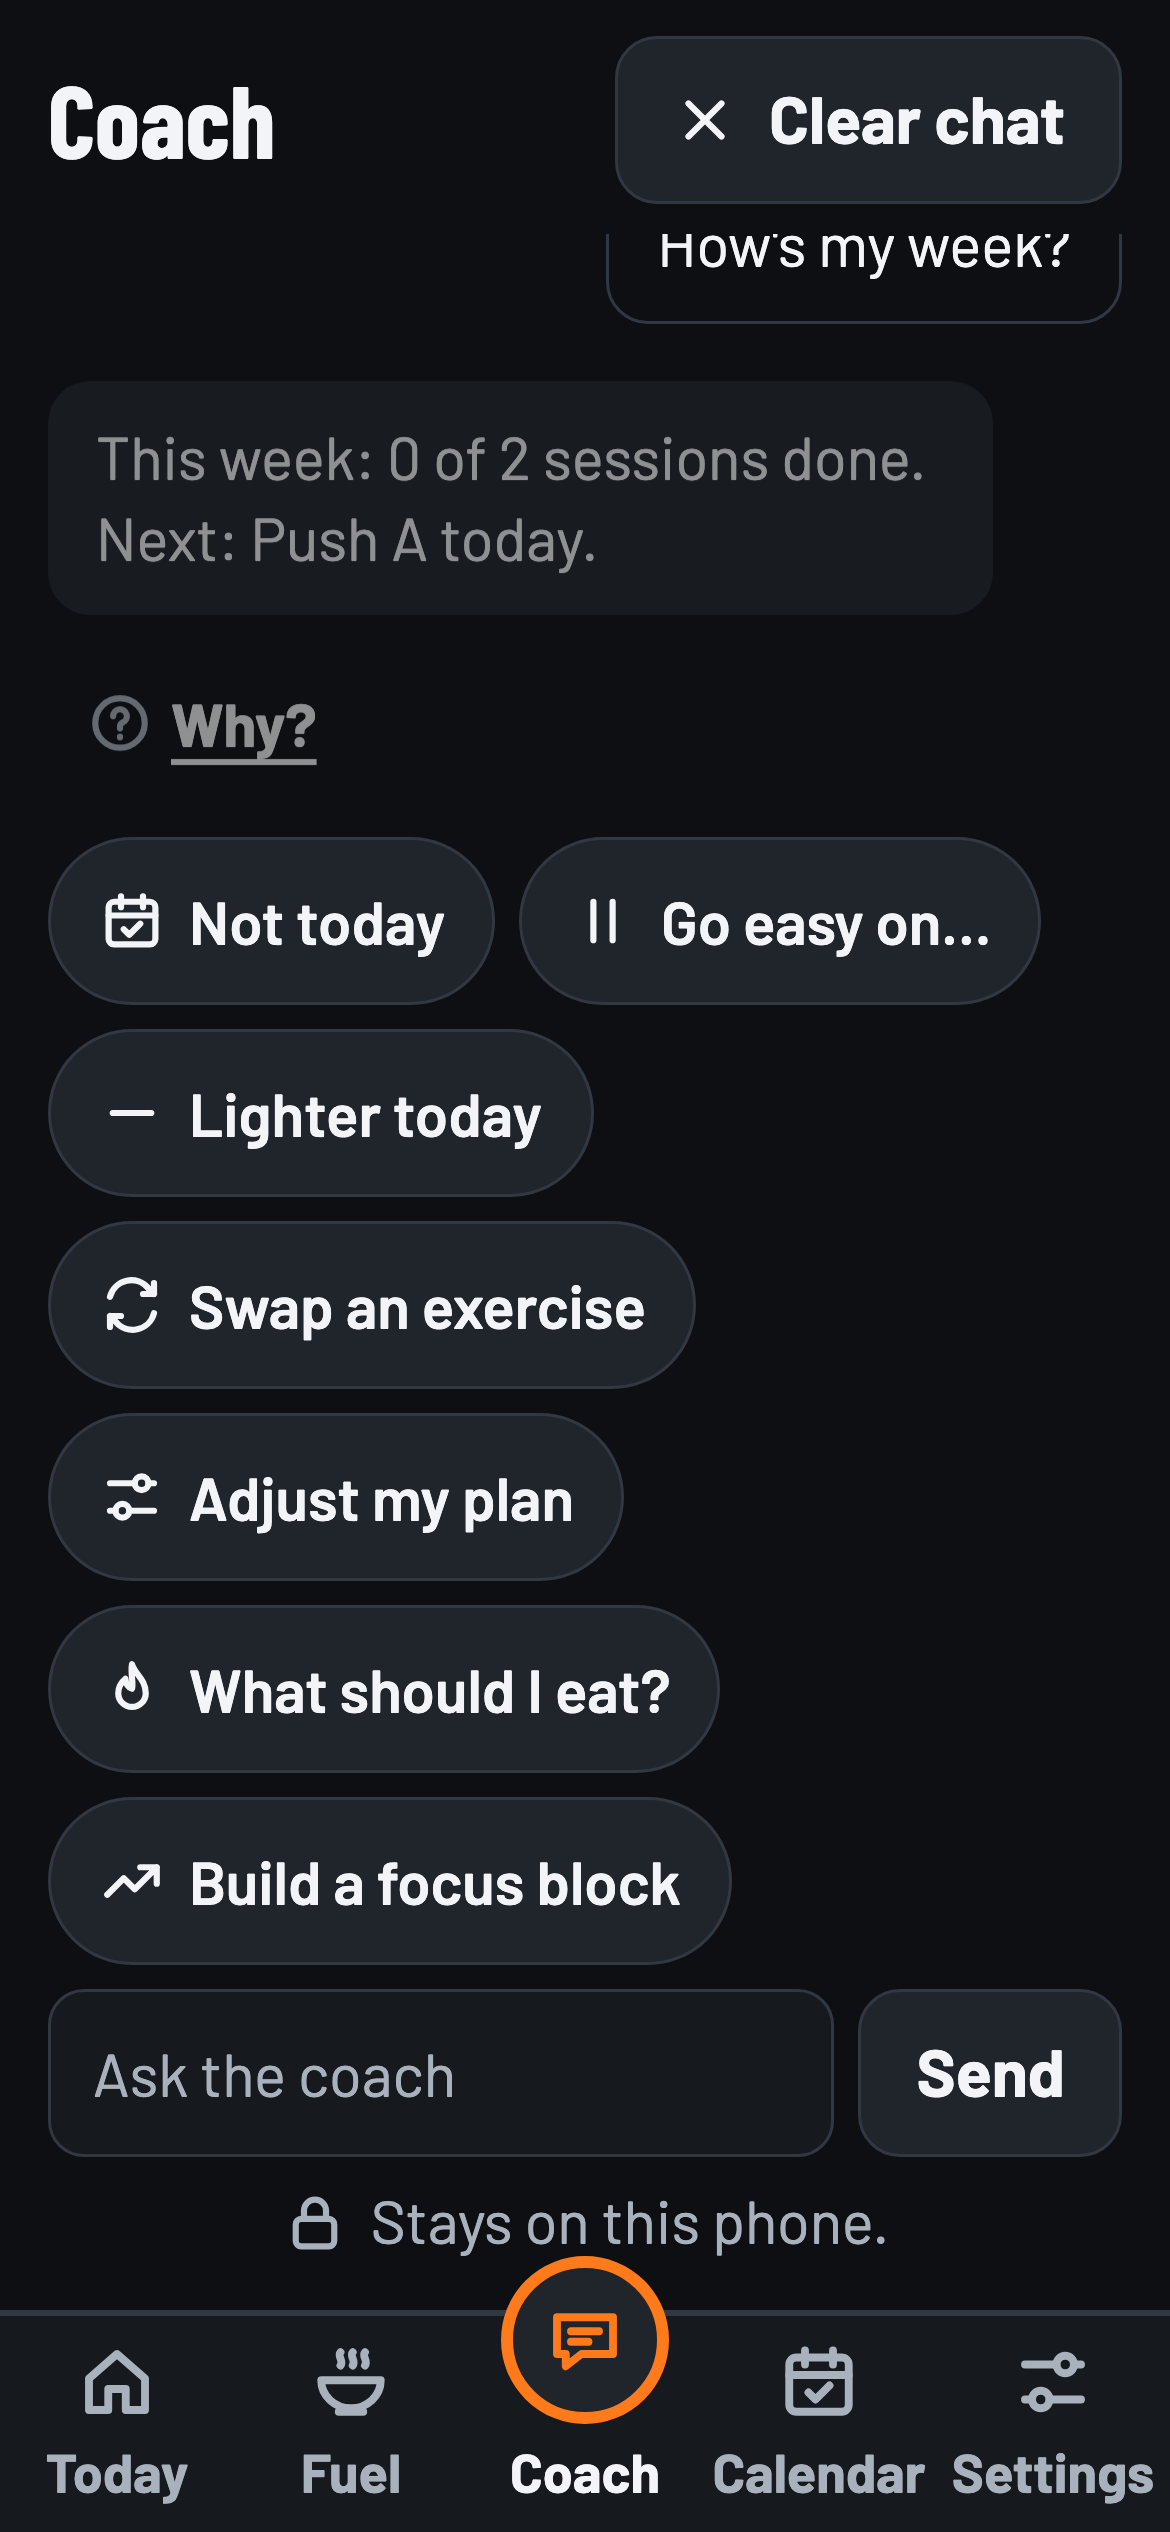 Coach
Clear chat
How's my week?
This week: 0 of 2 sessions done.
Next: Push A today.
Why?
Not today
Go easy on...
Lighter today
Swap an exercise
Adjust my plan
What should I eat?
Build a focus block
Ask the coach
Send
Stays on this phone.
Today
Fuel
Coach
Calendar
Settings